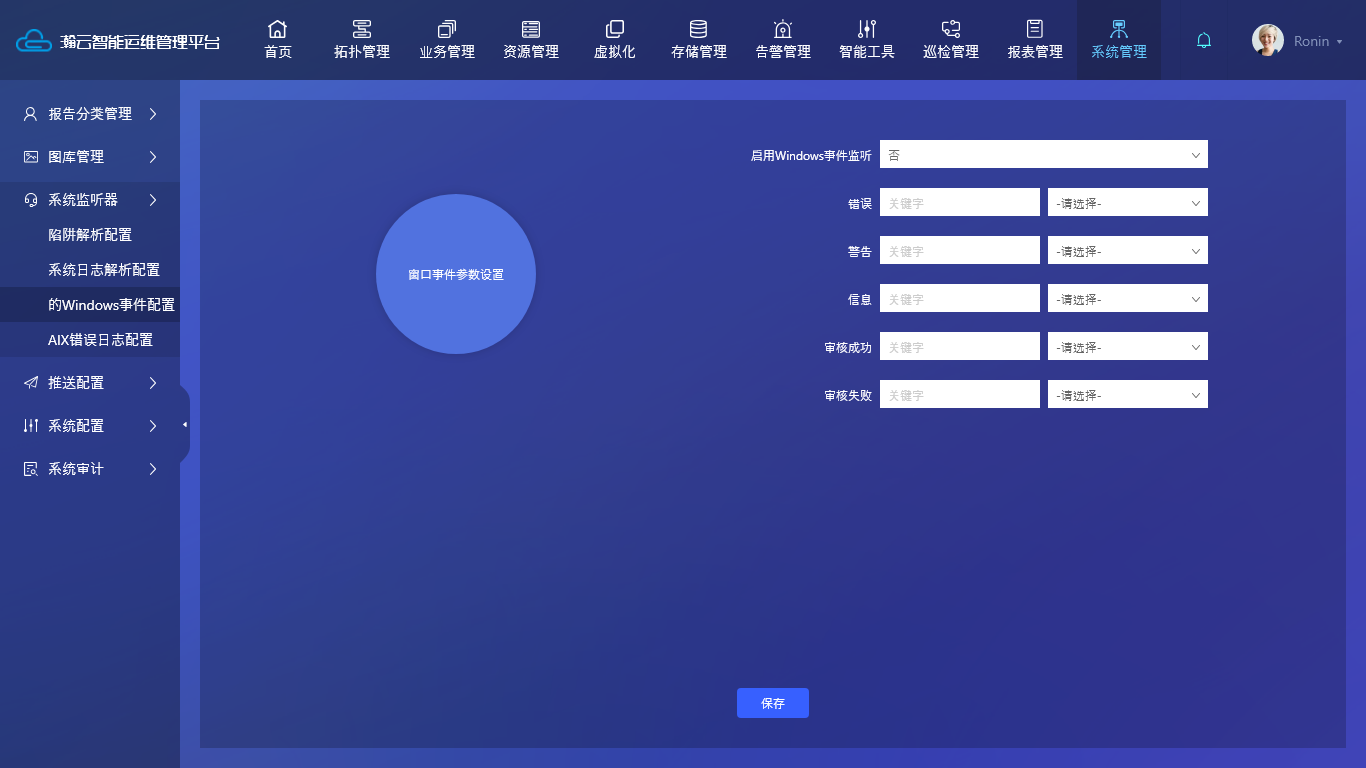 瀚云智能运维管理平台
首页
拓扑管理
业务管理
资源管理
虚拟化
存储管理
告警管理
智能工具
巡检管理
报表管理
系统管理
Ronin
报告分类管理
图库管理
系统监听器
陷阱解析配置
系统日志解析配置
的Windows事件配置
AIX错误日志配置
推送配置
系统配置
系统审计
窗口事件参数设置
启用Windows事件监听 否
错误 关键字 -请选择-
警告 关键字 -请选择-
信息 关键字 -请选择-
审核成功 关键字 -请选择-
审核失败 关键字 -请选择-
保存